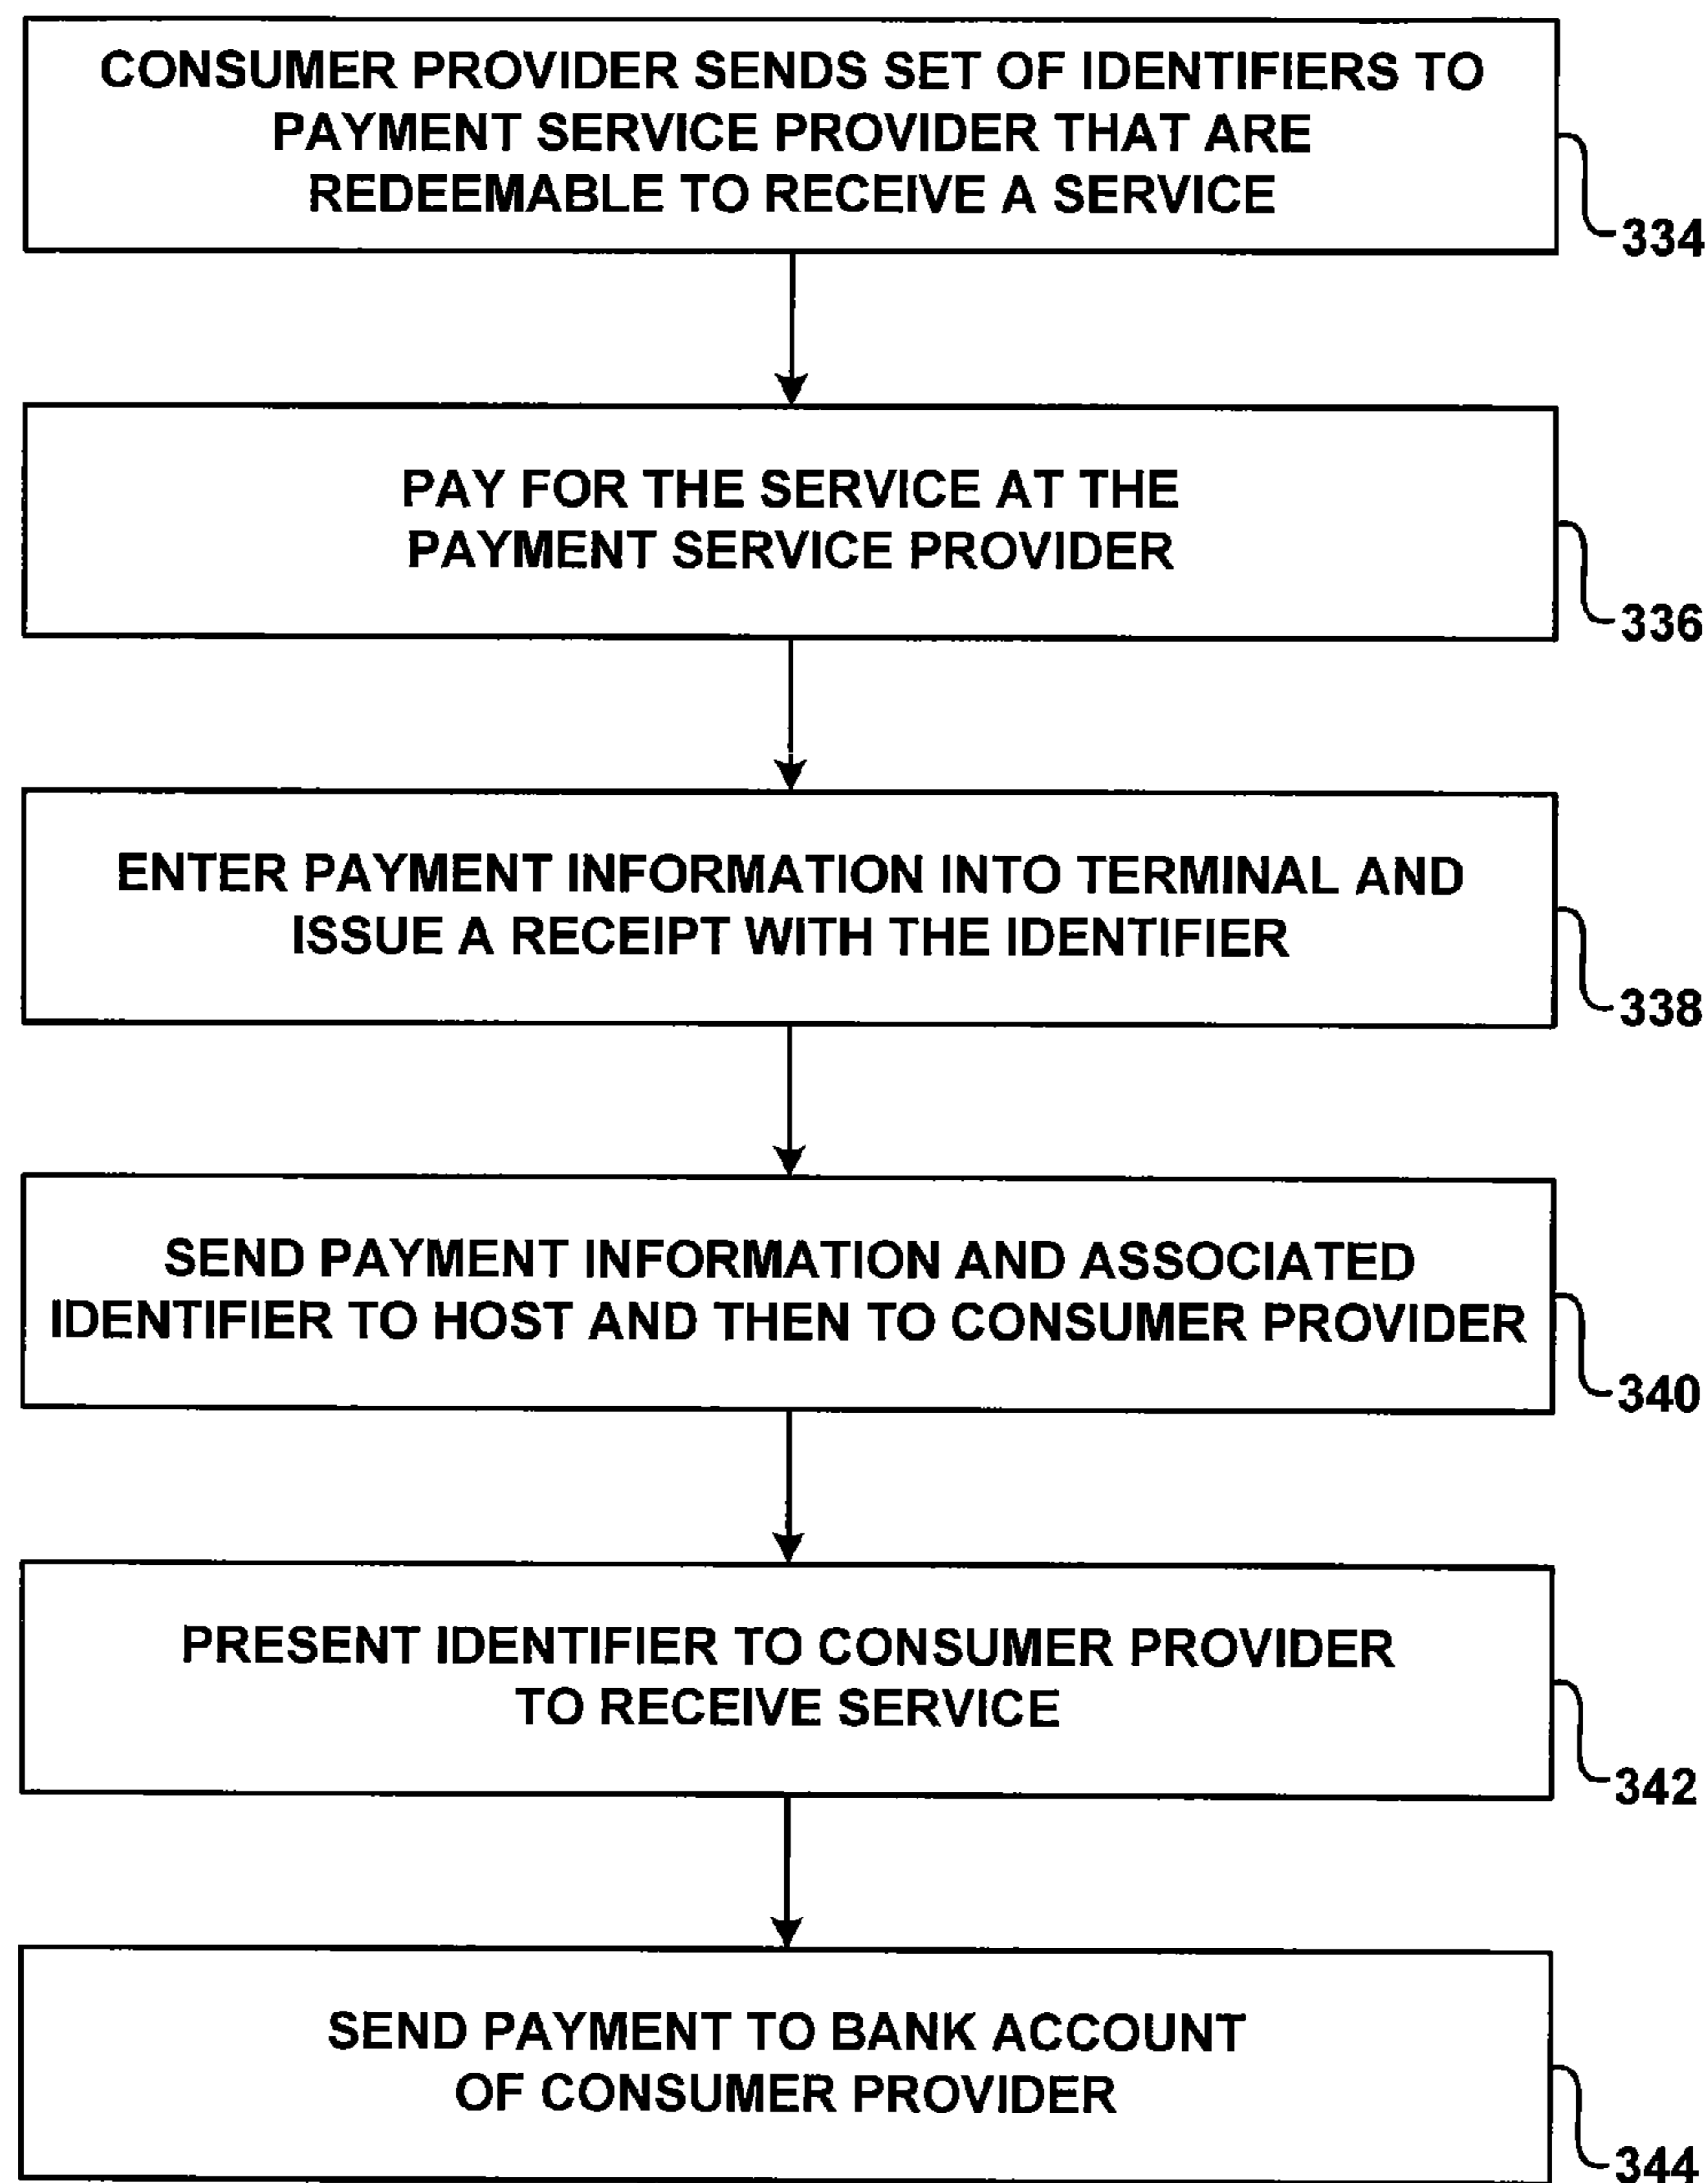 CONSUMER PROVIDER SENDS SET OF IDENTIFIERS TO
PAYMENT SERVICE PROVIDER THAT ARE
REDEEMABLE TO RECEIVE A SERVICE
334
PAY FOR THE SERVICE AT THE
PAYMENT SERVICE PROVIDER
336
ENTER PAYMENT INFORMATION INTO TERMINAL AND
ISSUE A RECEIPT WITH THE IDENTIFIER
338
SEND PAYMENT INFORMATION AND ASSOCIATED
IDENTIFIER TO HOST AND THEN TO CONSUMER PROVIDER
340
PRESENT IDENTIFIER TO CONSUMER PROVIDER
TO RECEIVE SERVICE
342
SEND PAYMENT TO BANK ACCOUNT
OF CONSUMER PROVIDER
344